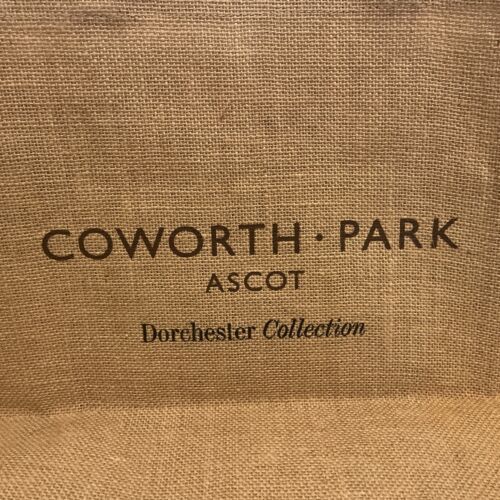 COWORTH · PARK
ASCOT
Dorchester Collection